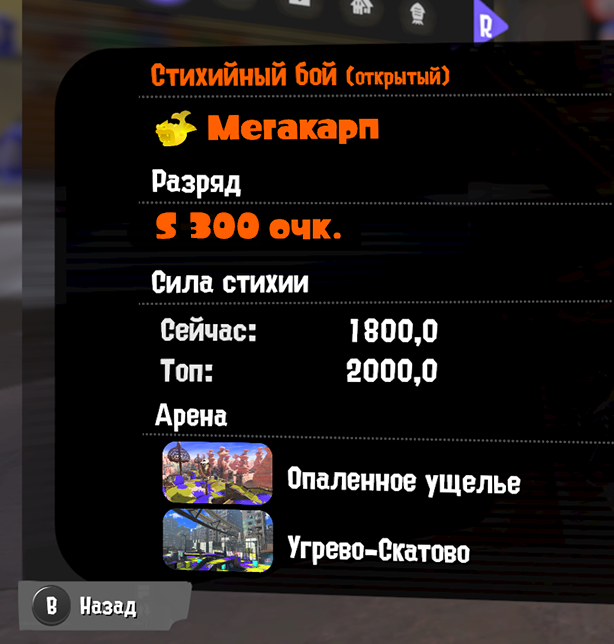 R
Стихийный бой (открытый)
Мегакарп
Разряд
S 300 очк.
Сила стихии
Сейчас: 1800,0
Топ: 2000,0
Арена
Опаленное ущелье
Угрево-Скатово
B Назад